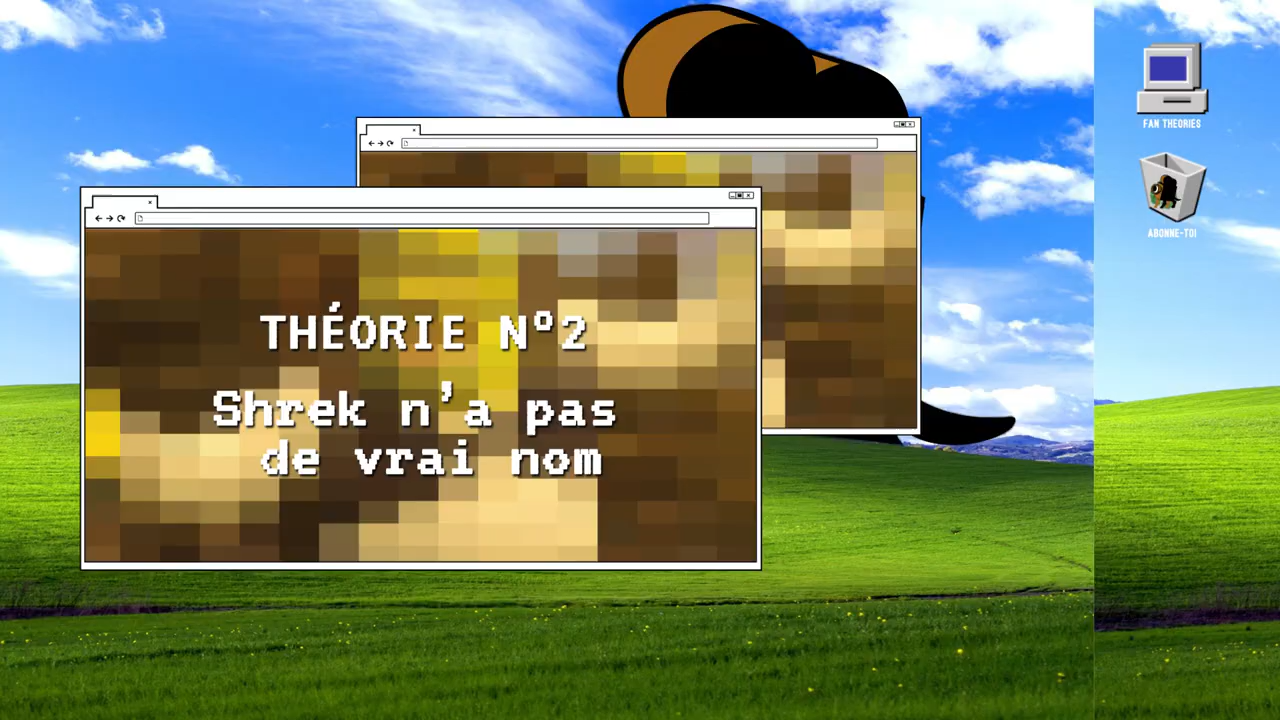 THÉORIE N°2
Shrek n'a pas
de vrai nom
FAN THEORIES
ABONNE-TOI